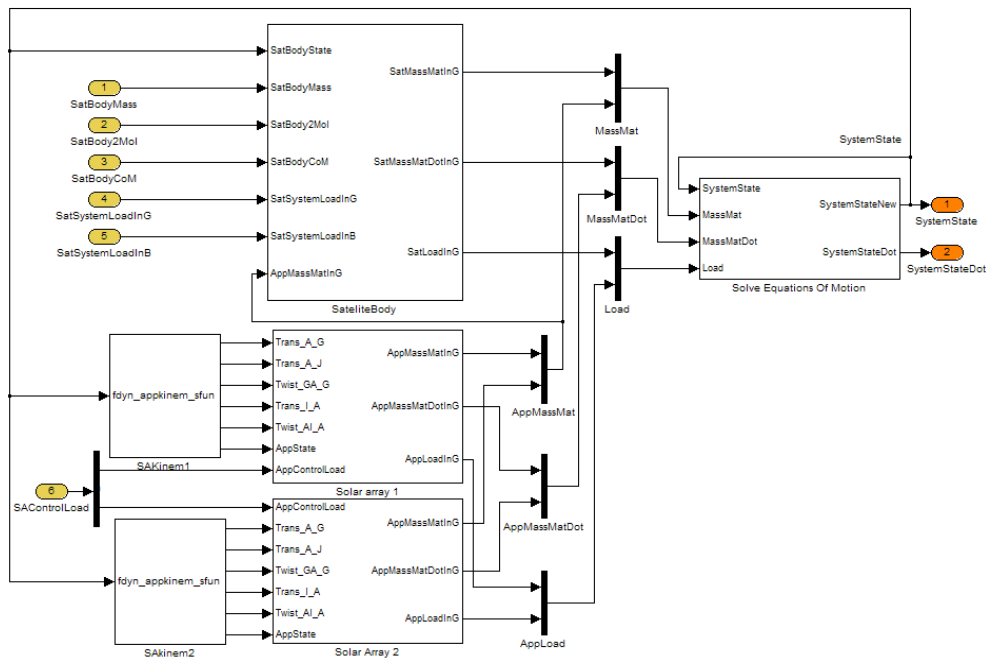 SatBodyState
SatBodyMass
SatBody2MoI
SatBodyCoM
SatSystemLoadInG
SatSystemLoadInB
AppMassMatInG
SatMassMatInG
SatMassMatDotInG
SatLoadInG
SateliteBody
1
SatBodyMass
2
SatBody2MoI
3
SatBodyCoM
4
SatSystemLoadInG
5
SatSystemLoadInB
MassMat
MassMatDot
Load
SystemState
SystemState
MassMat
MassMatDot
Load
SystemStateNew
SystemStateDot
Solve Equations Of Motion
1
SystemState
2
SystemStateDot
fdyn_appkinem_sfun
SAKinem1
Trans_A_G
Trans_A_J
Twist_GA_G
Trans_I_A
Twist_AI_A
AppState
AppControlLoad
AppMassMatInG
AppMassMatDotInG
AppLoadInG
Solar array 1
AppMassMat
6
SAControlLoad
AppControlLoad
Trans_A_G
Trans_A_J
Twist_GA_G
Trans_I_A
Twist_AI_A
AppState
AppMassMatInG
AppMassMatDotInG
AppLoadInG
Solar Array 2
fdyn_appkinem_sfun
SAkinem2
AppMassMatDot
AppLoad